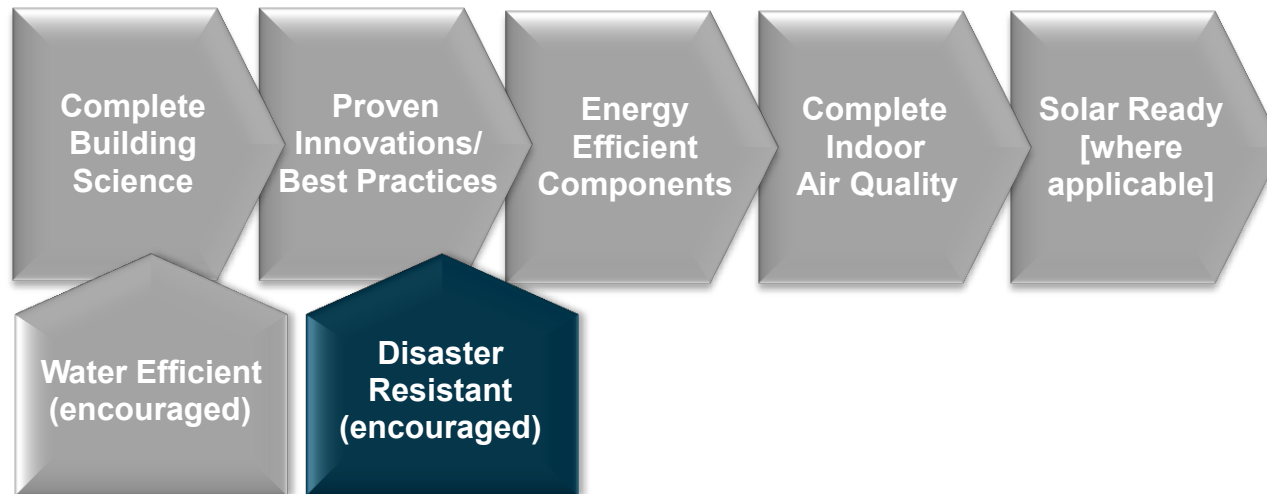 Complete
Building
Science
Proven
Innovations/
Best Practices
Energy
Efficient
Components
Complete
Indoor
Air Quality
Solar Ready
[where
applicable]
Water Efficient
(encouraged)
Disaster
Resistant
(encouraged)